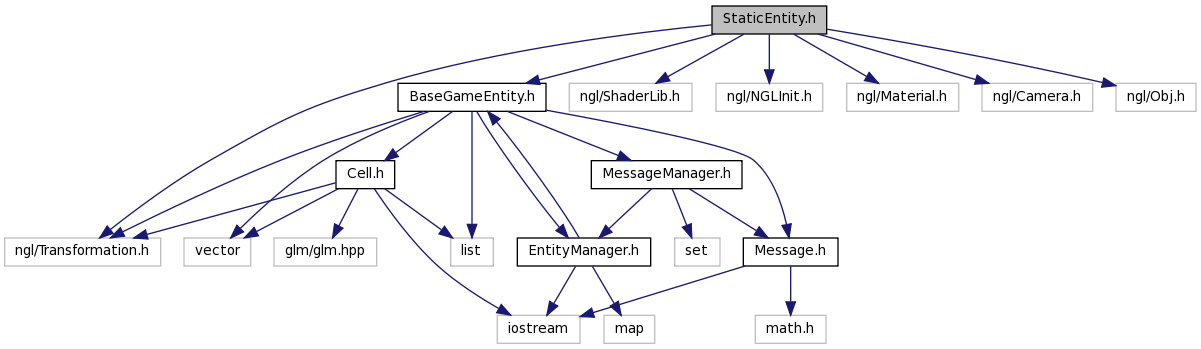 StaticEntity.h
BaseGameEntity.h
ngl/ShaderLib.h
ngl/NGLInit.h
ngl/Material.h
ngl/Camera.h
ngl/Obj.h
Cell.h
MessageManager.h
ngl/Transformation.h
vector
glm/glm.hpp
list
EntityManager.h
set
Message.h
iostream
map
math.h